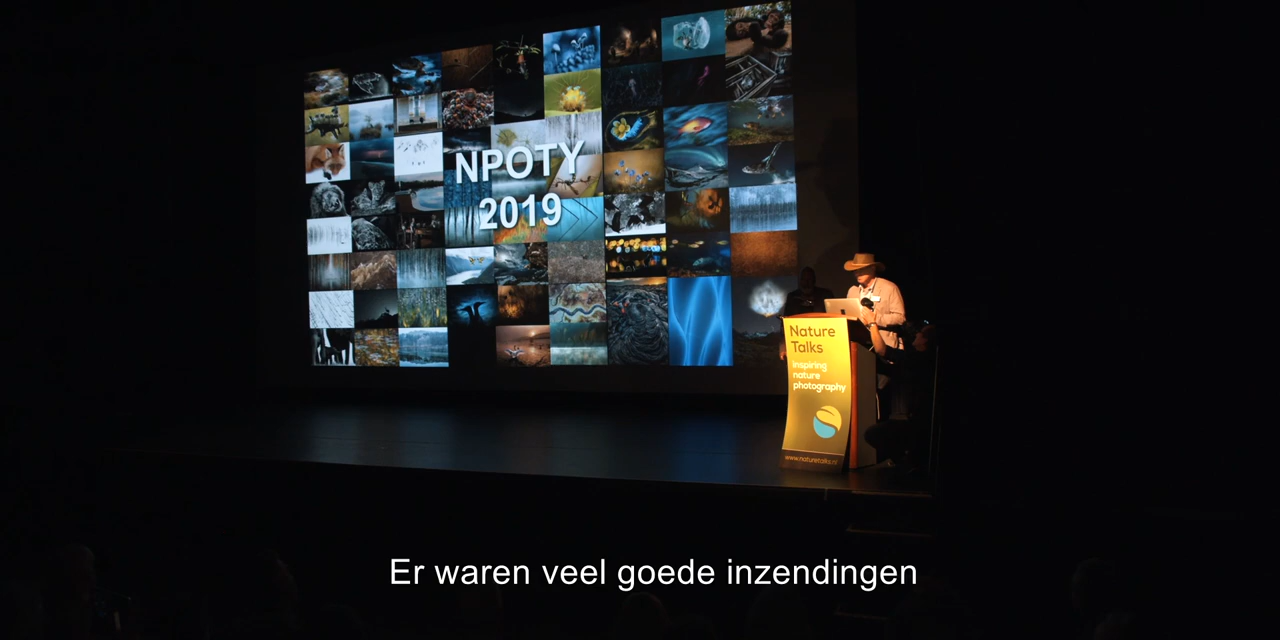 NPOTY
2019
Nature
Talks
inspiring
nature
photography
www.naturetalks.nl
Er waren veel goede inzendingen